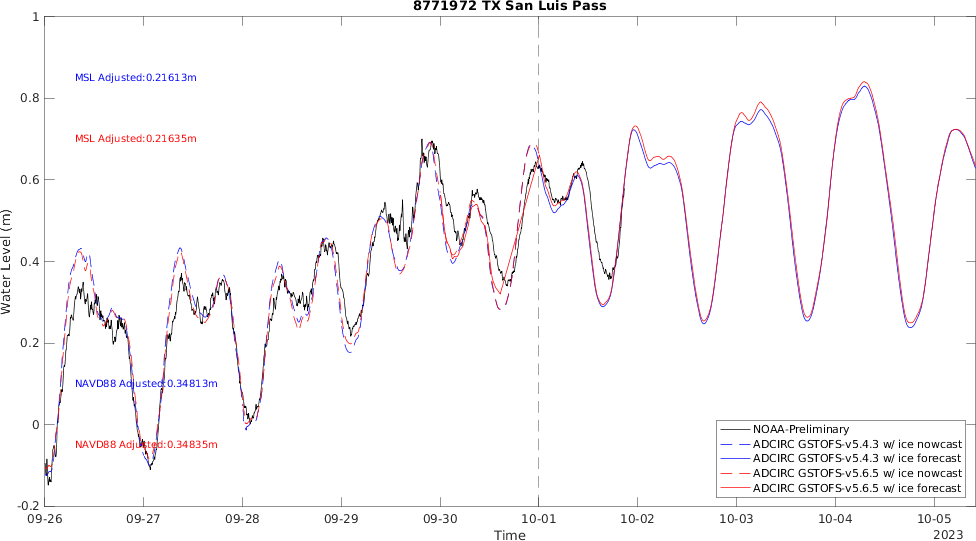 8771972 TX San Luis Pass
1
0.8
0.6
0.4
0.2
0
-0.2
Water Level (m)
MSL Adjusted:0.21613m
MSL Adjusted:0.21635m
NAVD88 Adjusted:0.34813m
NAVD88 Adjusted:0.34835m
NOAA-Preliminary
ADCIRC GSTOFS-v5.4.3 w/ ice nowcast
ADCIRC GSTOFS-v5.4.3 w/ ice forecast
ADCIRC GSTOFS-v5.6.5 w/ ice nowcast
ADCIRC GSTOFS-v5.6.5 w/ ice forecast
09-26 09-27 09-28 09-29 09-30 10-01 10-02 10-03 10-04 10-05
2023
Time